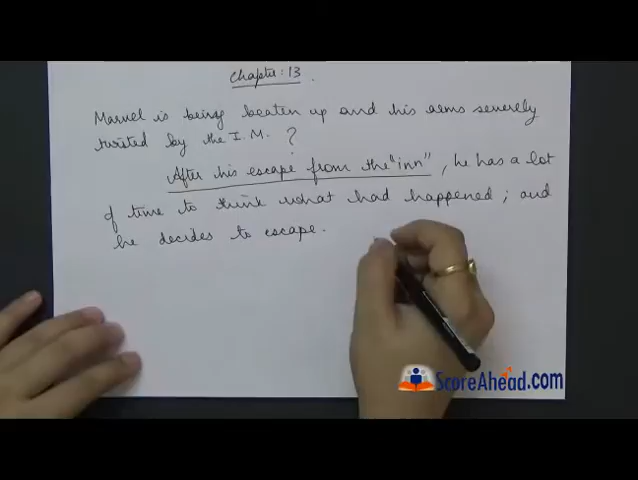 Chapter: 13
Marvel is being beaten up and his arms severely
twisted by the I.M. ?
After his escape from the "inn", he has a lot
of time to think what had happened; and
he decides to escape.
ScoreAhead.com